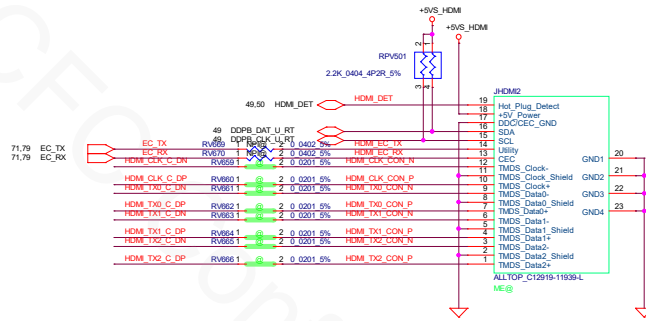 +5VS_HDMI
+5VS_HDMI
RPV501
2.2K_0404_4P2R_5%
2 1
3 4
JHDMI2
49,50 HDMI_DET HDMI_DET 19 Hot_Plug_Detect
18 +5V_Power
17 DDC/CEC_GND
49 DDPB_DAT_U_RT 16 SDA
49 DDPB_CLK_U_RT 15 SCL
71,79 EC_TX EC_TX RV669 1 2 0_0402_5% HDMI_EC_TX 14 Utility
71,79 EC_RX EC_RX RV670 1 2 0_0402_5% HDMI_EC_RX 13 CEC
HDMI_CLK_C_DN RV659 1 @ 2 0_0201_5% HDMI_CLK_CON_N 12 TMDS_Clock-
11 TMDS_Clock_Shield
HDMI_CLK_C_DP RV660 1 @ 2 0_0201_5% HDMI_CLK_CON_P 10 TMDS_Clock+
HDMI_TX0_C_DN RV661 1 @ 2 0_0201_5% HDMI_TX0_CON_N 9 TMDS_Data0-
8 TMDS_Data0_Shield
HDMI_TX0_C_DP RV662 1 @ 2 0_0201_5% HDMI_TX0_CON_P 7 TMDS_Data0+
HDMI_TX1_C_DN RV663 1 @ 2 0_0201_5% HDMI_TX1_CON_N 6 TMDS_Data1-
5 TMDS_Data1_Shield
HDMI_TX1_C_DP RV664 1 @ 2 0_0201_5% HDMI_TX1_CON_P 4 TMDS_Data1+
HDMI_TX2_C_DN RV665 1 @ 2 0_0201_5% HDMI_TX2_CON_N 3 TMDS_Data2-
2 TMDS_Data2_Shield
HDMI_TX2_C_DP RV666 1 @ 2 0_0201_5% HDMI_TX2_CON_P 1 TMDS_Data2+
GND1 20
GND2 21
GND3 22
GND4 23
ALLTOP_C12919-11939-L
ME@